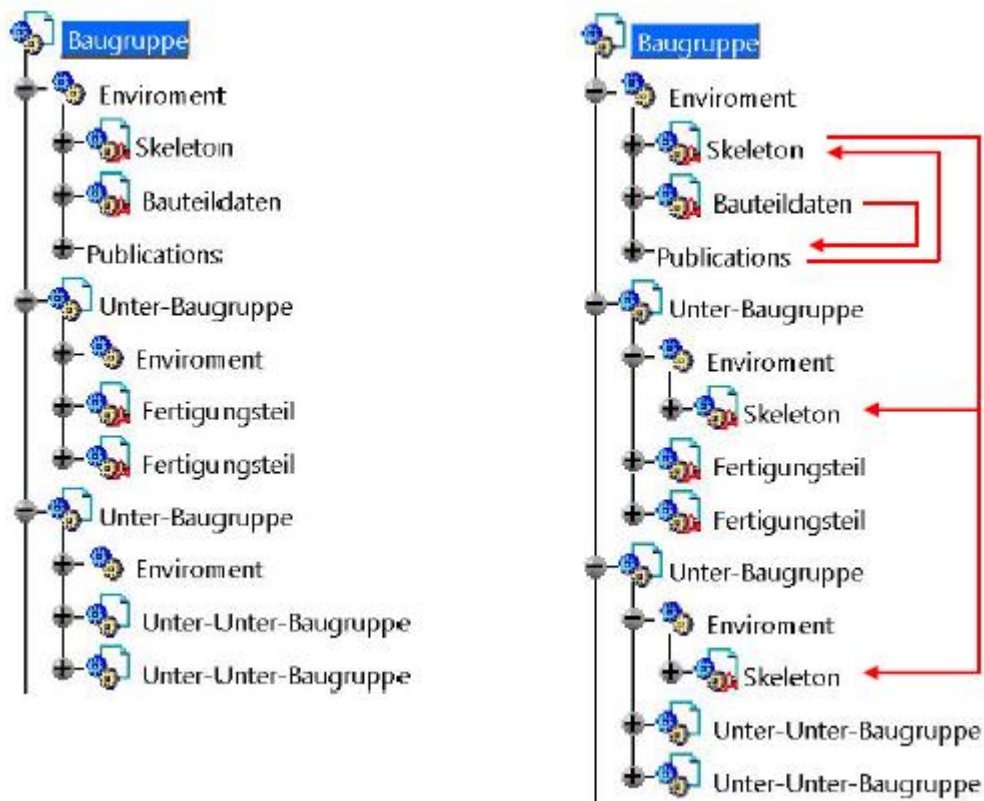 Baugruppe
Enviroment
Skeleton
Bauteildaten
Publications
Unter-Baugruppe
Enviroment
Fertigungsteil
Fertigungsteil
Unter-Baugruppe
Enviroment
Unter-Unter-Baugruppe
Unter-Unter-Baugruppe
Baugruppe
Enviroment
Skeleton
Bauteildaten
Publications
Unter-Baugruppe
Enviroment
Skeleton
Fertigungsteil
Fertigungsteil
Unter-Baugruppe
Enviroment
Skeleton
Unter-Unter-Baugruppe
Unter-Unter-Baugruppe